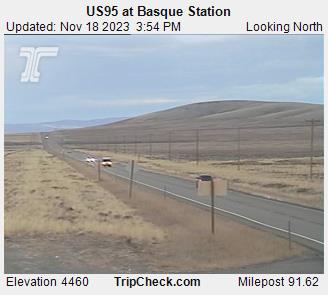 US95 at Basque Station
Updated: Nov 18 2023 3:54 PM Looking North
Elevation 4460 TripCheck.com Milepost 91.62